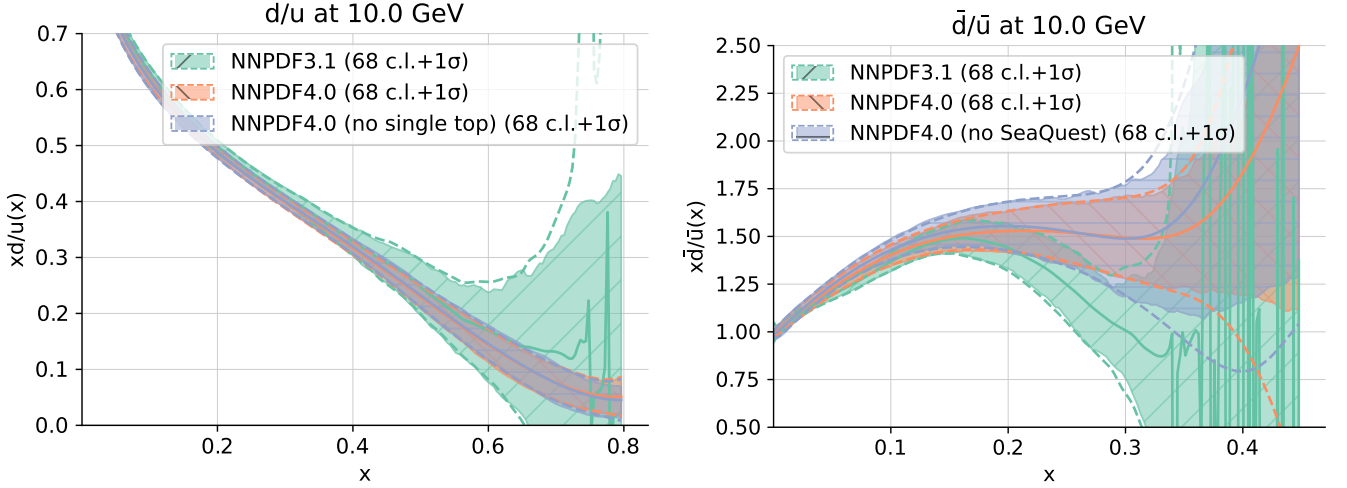 d/u at 10.0 GeV
0.7
0.6
0.5
0.4
0.3
0.2
0.1
0.0
xd/u(x)
NNPDF3.1 (68 c.l.+1σ)
NNPDF4.0 (68 c.l.+1σ)
NNPDF4.0 (no single top) (68 c.l.+1σ)
0.2
0.4
0.6
0.8
x
d̄/ū at 10.0 GeV
2.50
2.25
2.00
1.75
1.50
1.25
1.00
0.75
0.50
xd̄/ū(x)
NNPDF3.1 (68 c.l.+1σ)
NNPDF4.0 (68 c.l.+1σ)
NNPDF4.0 (no SeaQuest) (68 c.l.+1σ)
0.1
0.2
0.3
0.4
x